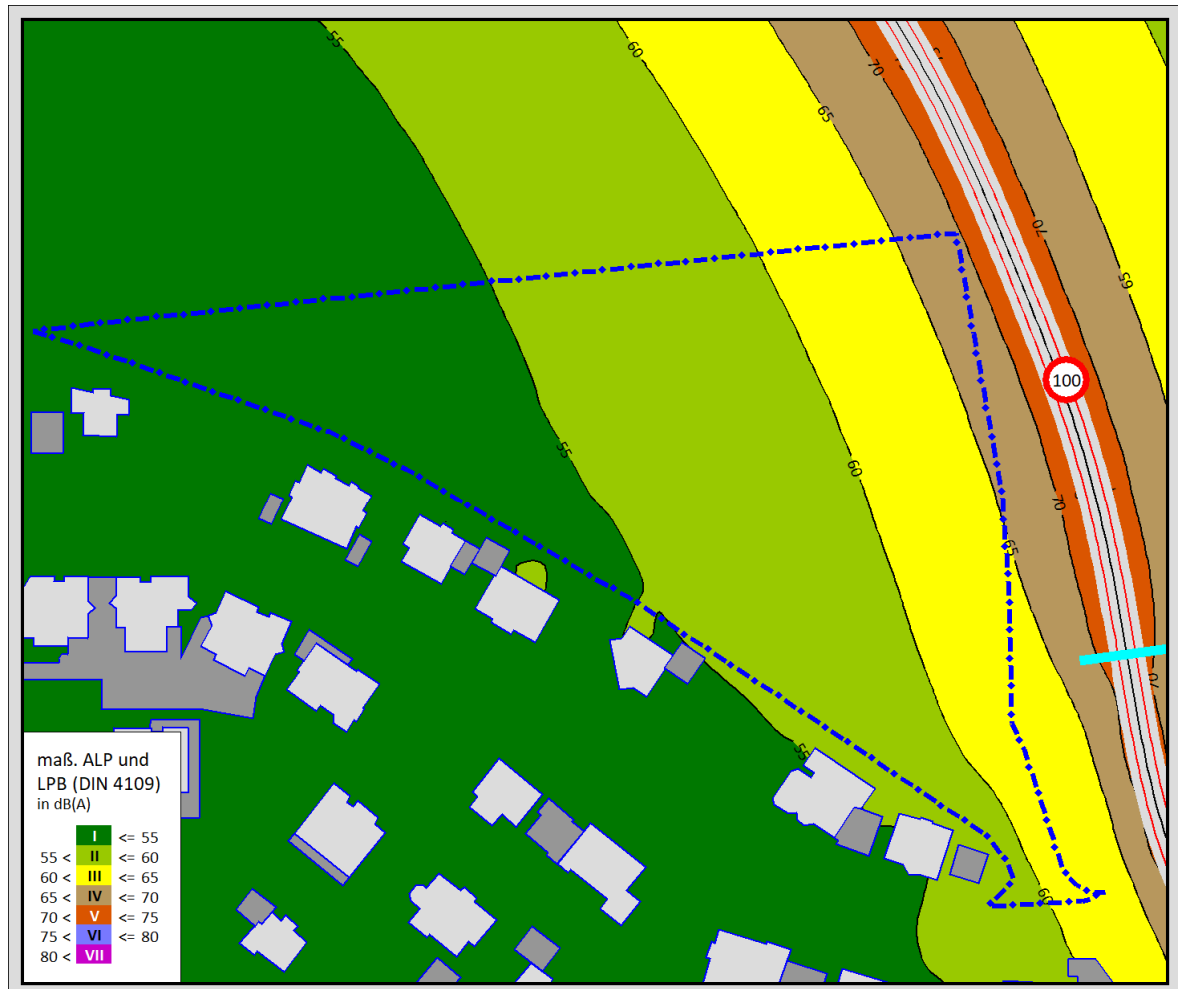 55
60
65
70
75
70
65
100
55
60
70
65
70
55
60
maß. ALP und
LPB (DIN 4109)
in dB(A)
I <= 55
55 < II <= 60
60 < III <= 65
65 < IV <= 70
70 < V <= 75
75 < VI <= 80
80 < VII